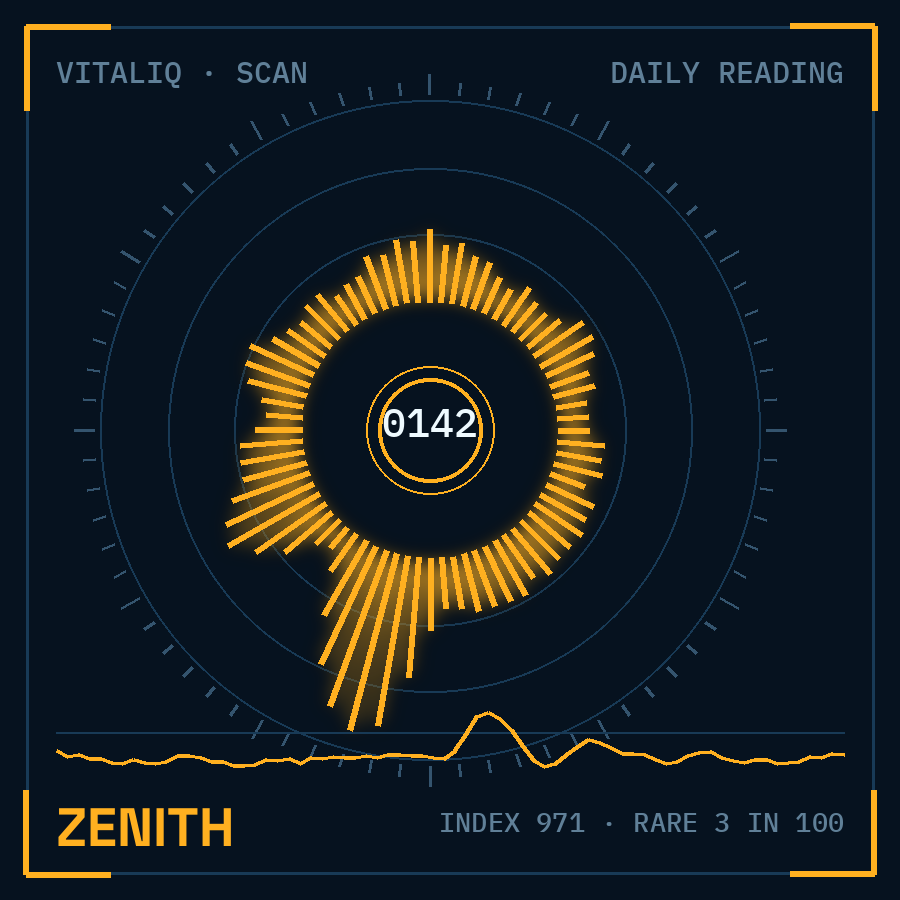 VITALIQ · SCAN
DAILY READING
0142
ZENITH
INDEX 971 · RARE 3 IN 100